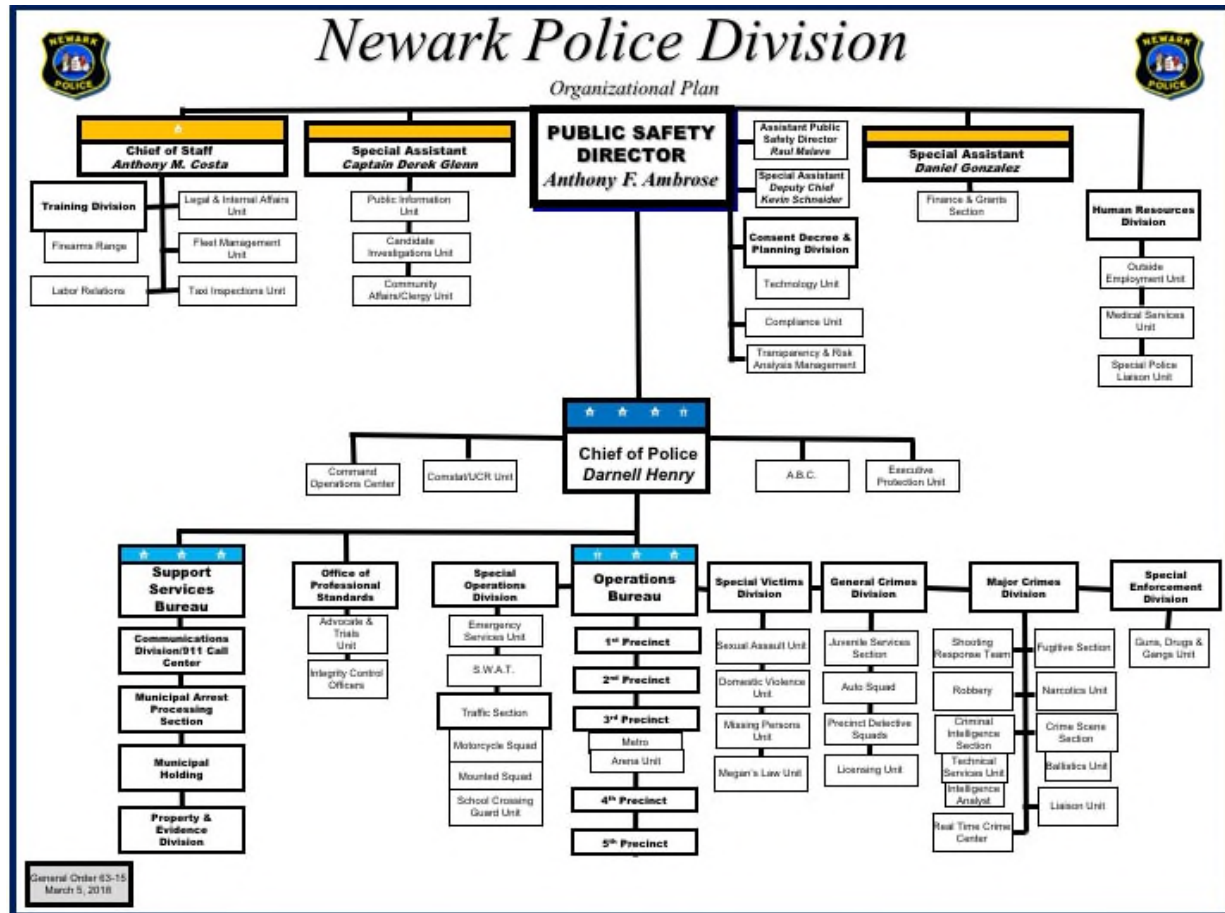 NEWARK
POLICE
Newark Police Division
Organizational Plan
NEWARK
POLICE
Chief of Staff
Anthony M. Costa
Training Division
Firearms Range
Labor Relations
Legal & Internal Affairs
Unit
Fleet Management
Unit
Taxi Inspections Unit
Special Assistant
Captain Derek Glenn
Public Information
Unit
Candidate
Investigations Unit
Community
Affairs/Clergy Unit
PUBLIC SAFETY
DIRECTOR
Anthony F. Ambrose
Assistant Public
Safety Director
Raul Malave
Special Assistant
Deputy Chief
Kevin Schneider
Consent Decree &
Planning Division
Technology Unit
Compliance Unit
Transparency & Risk
Analysis Management
Special Assistant
Daniel Gonzalez
Finance & Grants
Section
Human Resources
Division
Outside
Employment Unit
Medical Services
Unit
Special Police
Liaison Unit
Chief of Police
Darnell Henry
Command
Operations Center
Comstat/UCR Unit
A.B.C.
Executive
Protection Unit
Support
Services
Bureau
Communications
Division/911 Call
Center
Municipal Arrest
Processing
Section
Municipal
Holding
Property &
Evidence
Division
Office of
Professional
Standards
Advocate &
Trials
Unit
Integrity Control
Officers
Special
Operations
Division
Emergency
Services Unit
S.W.A.T.
Traffic Section
Motorcycle Squad
Mounted Squad
School Crossing
Guard Unit
Operations
Bureau
1st Precinct
2nd Precinct
3rd Precinct
Metro
Arena Unit
4th Precinct
5th Precinct
Special Victims
Division
Sexual Assault Unit
Domestic Violence
Unit
Missing Persons
Unit
Megan's Law Unit
General Crimes
Division
Juvenile Services
Section
Auto Squad
Precinct Detective
Squads
Licensing Unit
Major Crimes
Division
Shooting
Response Team
Robbery
Criminal
Intelligence
Section
Technical
Services Unit
Intelligence
Analyst
Real Time Crime
Center
Fugitive Section
Narcotics Unit
Crime Scene
Section
Ballistics Unit
Liaison Unit
Special
Enforcement
Division
Guns, Drugs &
Gangs Unit
General Order 63-15
March 5, 2018